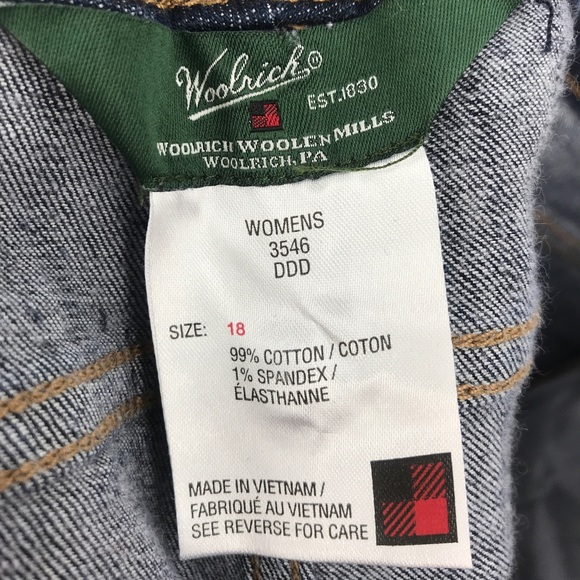 Woolrich®
EST.1830
WOOLRICH WOOLEN MILLS
WOOLRICH, PA
WOMENS
3546
DDD
SIZE: 18
99% COTTON / COTON
1% SPANDEX /
ÉLASTHANNE
MADE IN VIETNAM /
FABRIQUÉ AU VIETNAM
SEE REVERSE FOR CARE